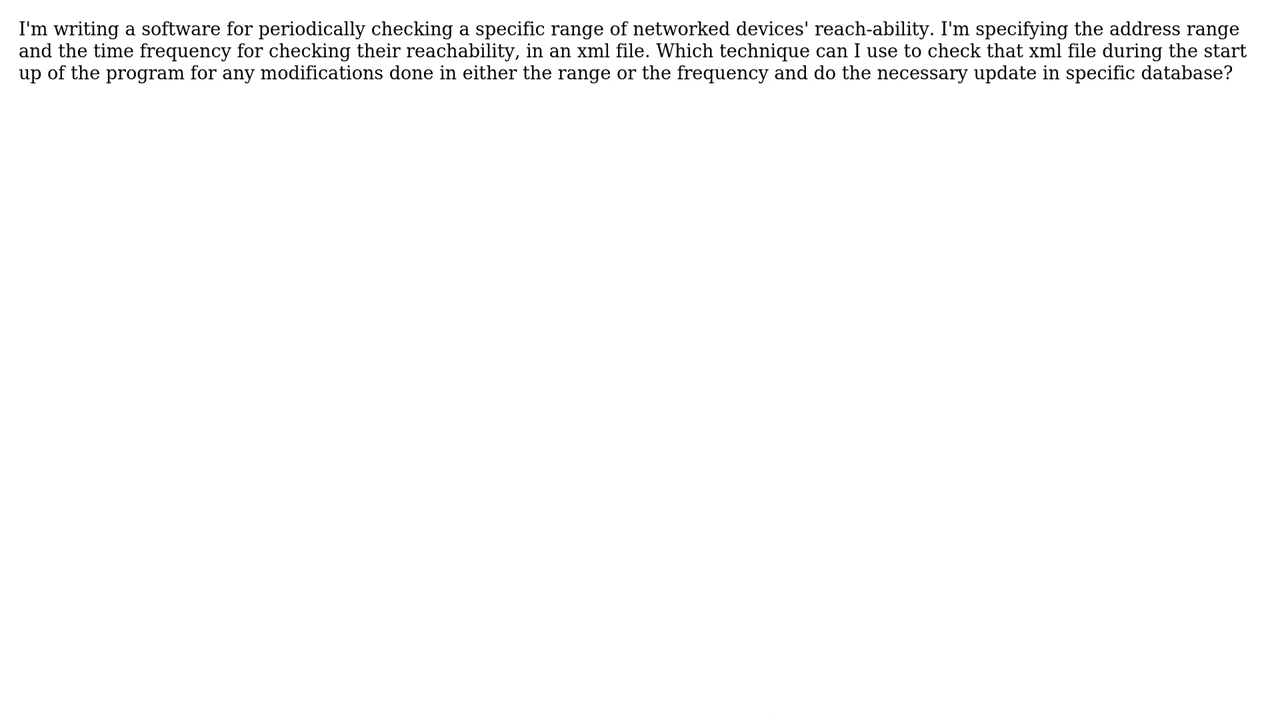 I'm writing a software for periodically checking a specific range of networked devices' reach-ability. I'm specifying the address range
and the time frequency for checking their reachability, in an xml file. Which technique can I use to check that xml file during the start
up of the program for any modifications done in either the range or the frequency and do the necessary update in specific database?